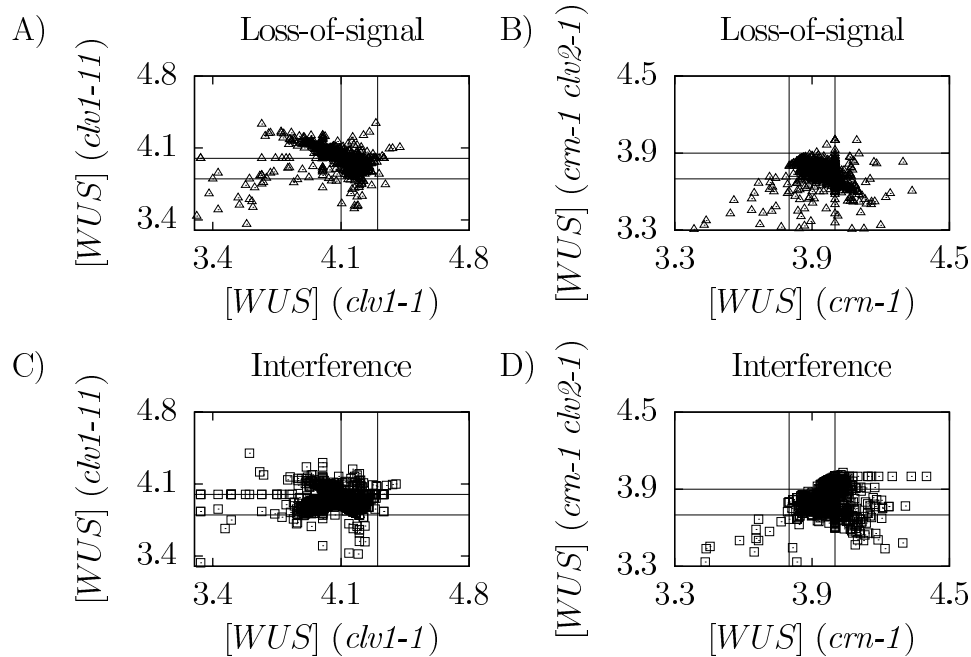 A) Loss-of-signal
[WUS] (clv1-11)
4.8
4.1
3.4
3.4 4.1 4.8
[WUS] (clv1-1)
B) Loss-of-signal
[WUS] (crn-1 clv2-1)
4.5
3.9
3.3
3.3 3.9 4.5
[WUS] (crn-1)
C) Interference
[WUS] (clv1-11)
4.8
4.1
3.4
3.4 4.1 4.8
[WUS] (clv1-1)
D) Interference
[WUS] (crn-1 clv2-1)
4.5
3.9
3.3
3.3 3.9 4.5
[WUS] (crn-1)